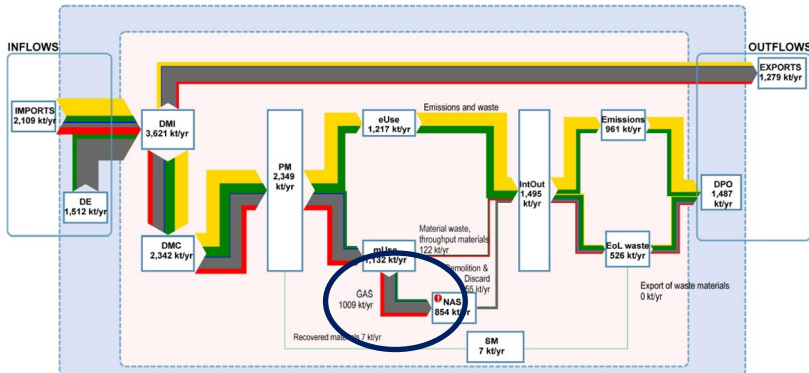 INFLOWS
OUTFLOWS
IMPORTS
2,109 kt/yr
DMI
3,621 kt/yr
DE
1,512 kt/yr
DMC
2,342 kt/yr
PM
2,349
kt/yr
eUse
1,217 kt/yr
Emissions and waste
mUse
1,132 kt/yr
Material waste,
throughput materials
122 kt/yr
GAS
1009 kt/yr
NAS
854 kt/yr
Demolition &
Discard
55 kt/yr
Recovered materials 7 kt/yr
SM
7 kt/yr
IntOut
1,495
kt/yr
Emissions
961 kt/yr
EoL waste
526 kt/yr
Export of waste materials
0 kt/yr
EXPORTS
1,279 kt/yr
DPO
1,487
kt/yr